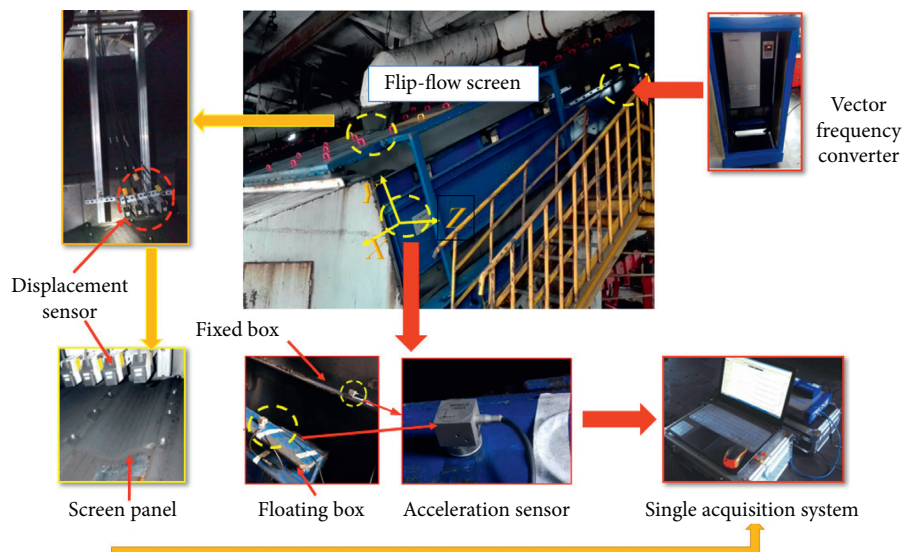 Flip-flow screen
Vector
frequency
converter
Y
Z
X
Displacement
sensor
Fixed box
Screen panel
Floating box
Acceleration sensor
Single acquisition system